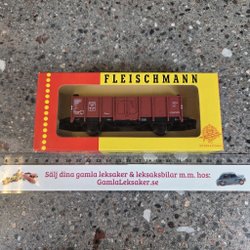 FLEISCHMANN
Sälj dina gamla leksaker & leksaksbilar m.m. hos:
GamlaLeksaker.se